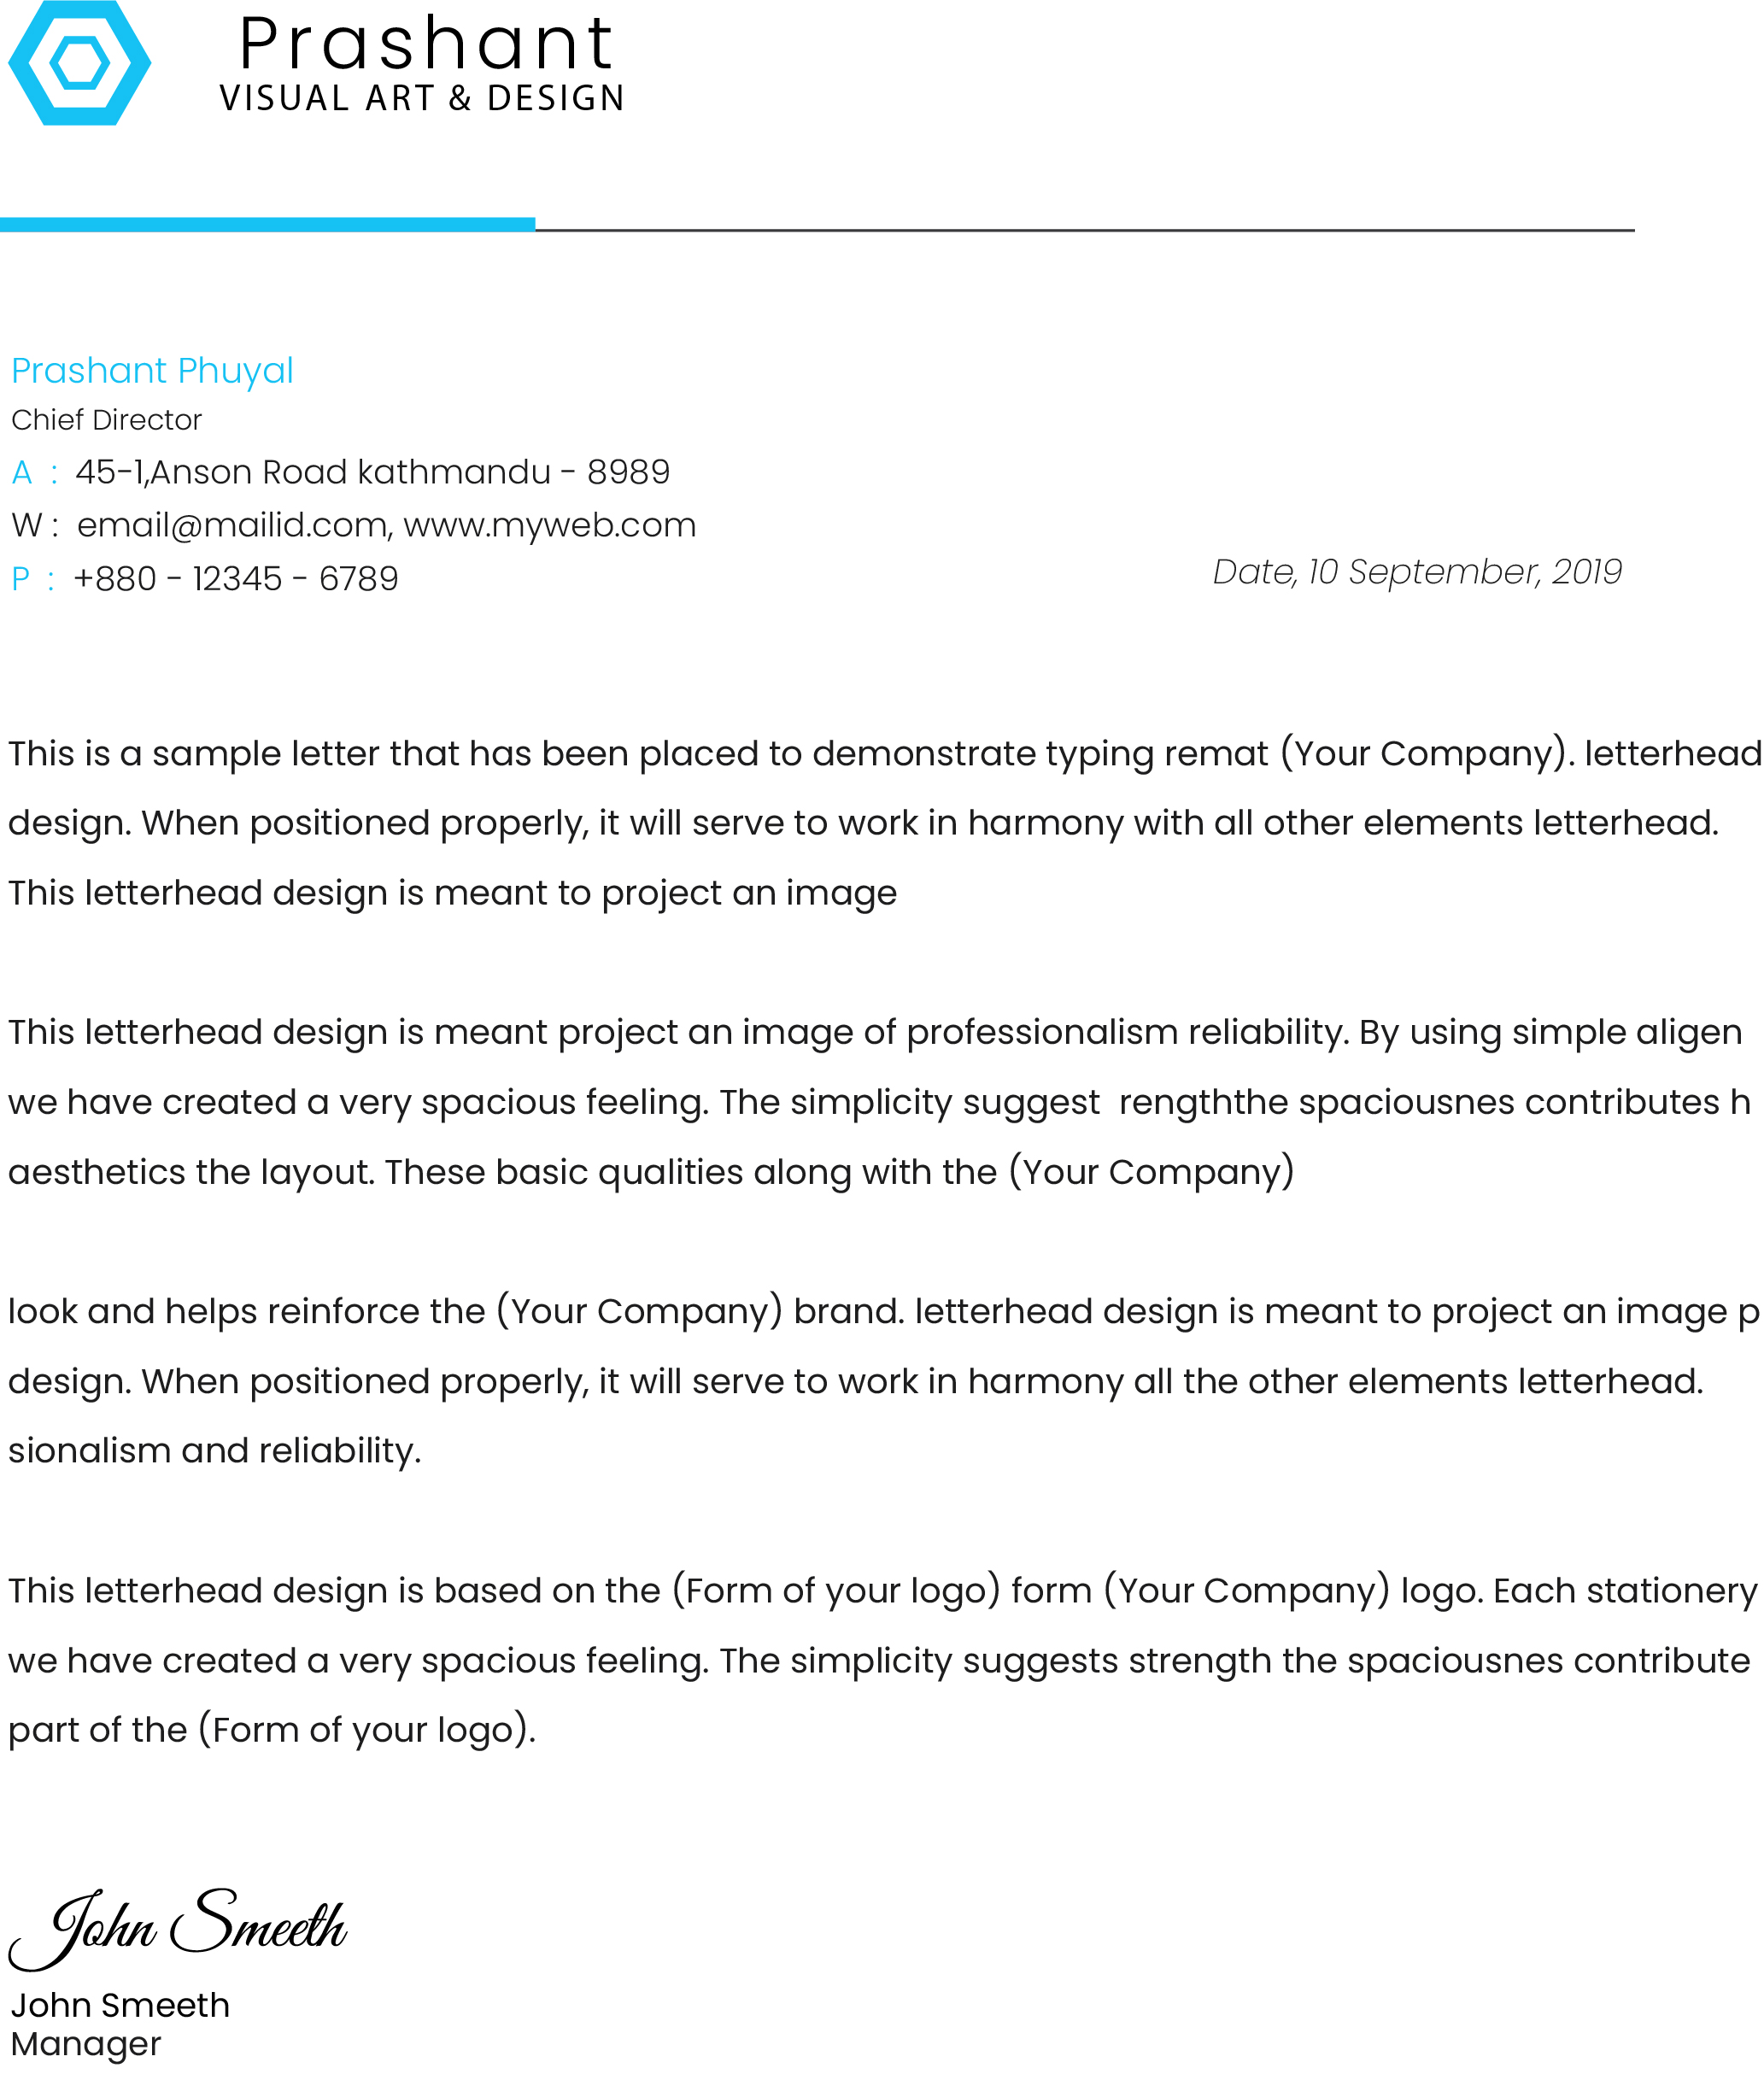 Prashant
VISUAL ART & DESIGN
Prashant Phuyal
Chief Director
A : 45-1,Anson Road kathmandu - 8989
W : email@mailid.com, www.myweb.com
P : +880 - 12345 - 6789
Date, 10 September, 2019
This is a sample letter that has been placed to demonstrate typing remat (Your Company). letterhead
design. When positioned properly, it will serve to work in harmony with all other elements letterhead.
This letterhead design is meant to project an image
This letterhead design is meant project an image of professionalism reliability. By using simple aligen
we have created a very spacious feeling. The simplicity suggest  rengththe spaciousnes contributes h
aesthetics the layout. These basic qualities along with the (Your Company)
look and helps reinforce the (Your Company) brand. letterhead design is meant to project an image p
design. When positioned properly, it will serve to work in harmony all the other elements letterhead.
sionalism and reliability.
This letterhead design is based on the (Form of your logo) form (Your Company) logo. Each stationery
we have created a very spacious feeling. The simplicity suggests strength the spaciousnes contribute
part of the (Form of your logo).
John Smeeth
John Smeeth
Manager